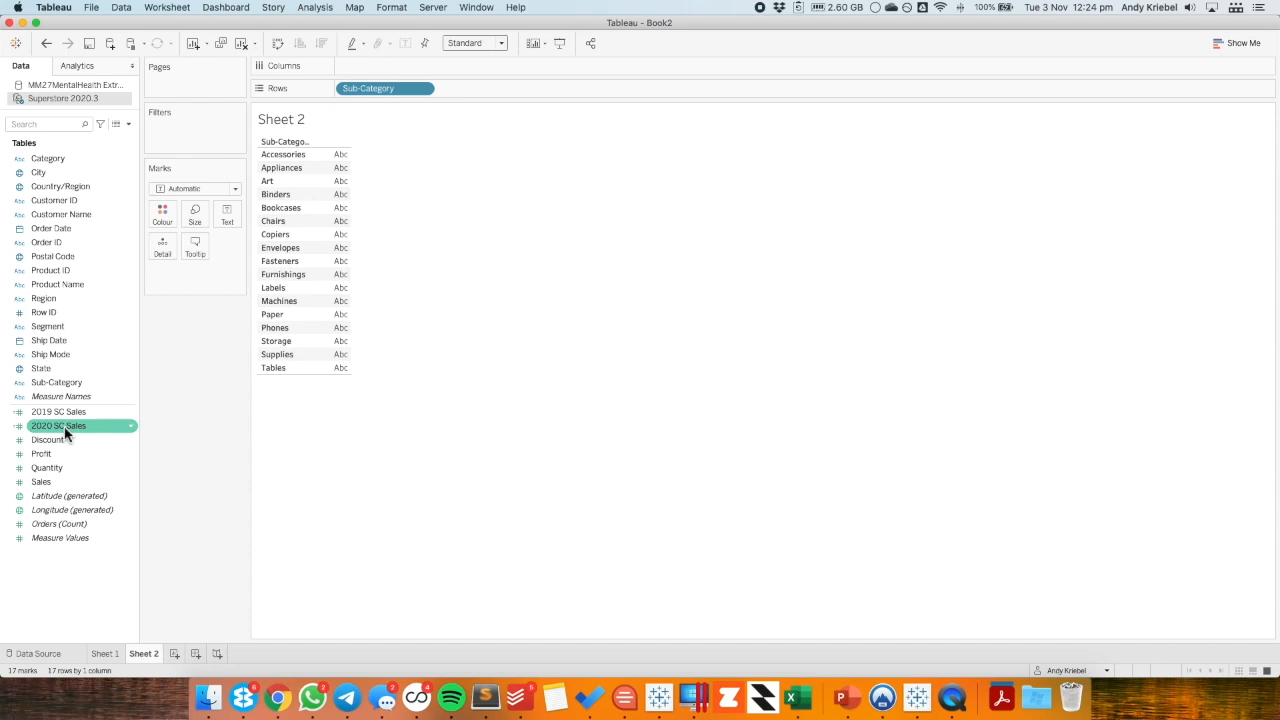 Tableau File Data Worksheet Dashboard Story Analysis Map Format Server Window Help 2.60 GB 100% Tue 3 Nov 12:24 pm Andy Kriebel
Tableau - Book2
Standard Show Me
Data Analytics Pages Columns
MM27MentalHealth Extr...
Superstore 2020.3
Rows Sub-Category
Filters
Search
Sheet 2
Tables
Category
City
Country/Region
Customer ID
Customer Name
Order Date
Order ID
Postal Code
Product ID
Product Name
Region
Row ID
Segment
Ship Date
Ship Mode
State
Sub-Category
Measure Names
2019 SC Sales
2020 SC Sales
Discount
Profit
Quantity
Sales
Latitude (generated)
Longitude (generated)
Orders (Count)
Measure Values
Marks
Automatic
Colour Size Text
Detail Tooltip
Sub-Catego..
Accessories Abc
Appliances Abc
Art Abc
Binders Abc
Bookcases Abc
Chairs Abc
Copiers Abc
Envelopes Abc
Fasteners Abc
Furnishings Abc
Labels Abc
Machines Abc
Paper Abc
Phones Abc
Storage Abc
Supplies Abc
Tables Abc
Data Source Sheet 1 Sheet 2
17 marks 17 rows by 1 column Andy Kriebel